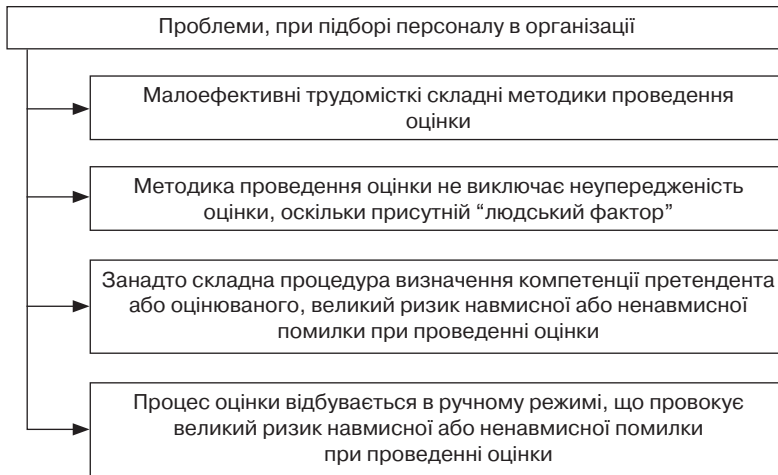 Проблеми, при підборі персоналу в організації
Малоефективні трудомісткі складні методики проведення
оцінки
Методика проведення оцінки не виключає неупередженість
оцінки, оскільки присутній “людський фактор”
Занадто складна процедура визначення компетенції претендента
або оцінюваного, великий ризик навмисної або ненавмисної
помилки при проведенні оцінки
Процес оцінки відбувається в ручному режимі, що провокує
великий ризик навмисної або ненавмисної помилки
при проведенні оцінки